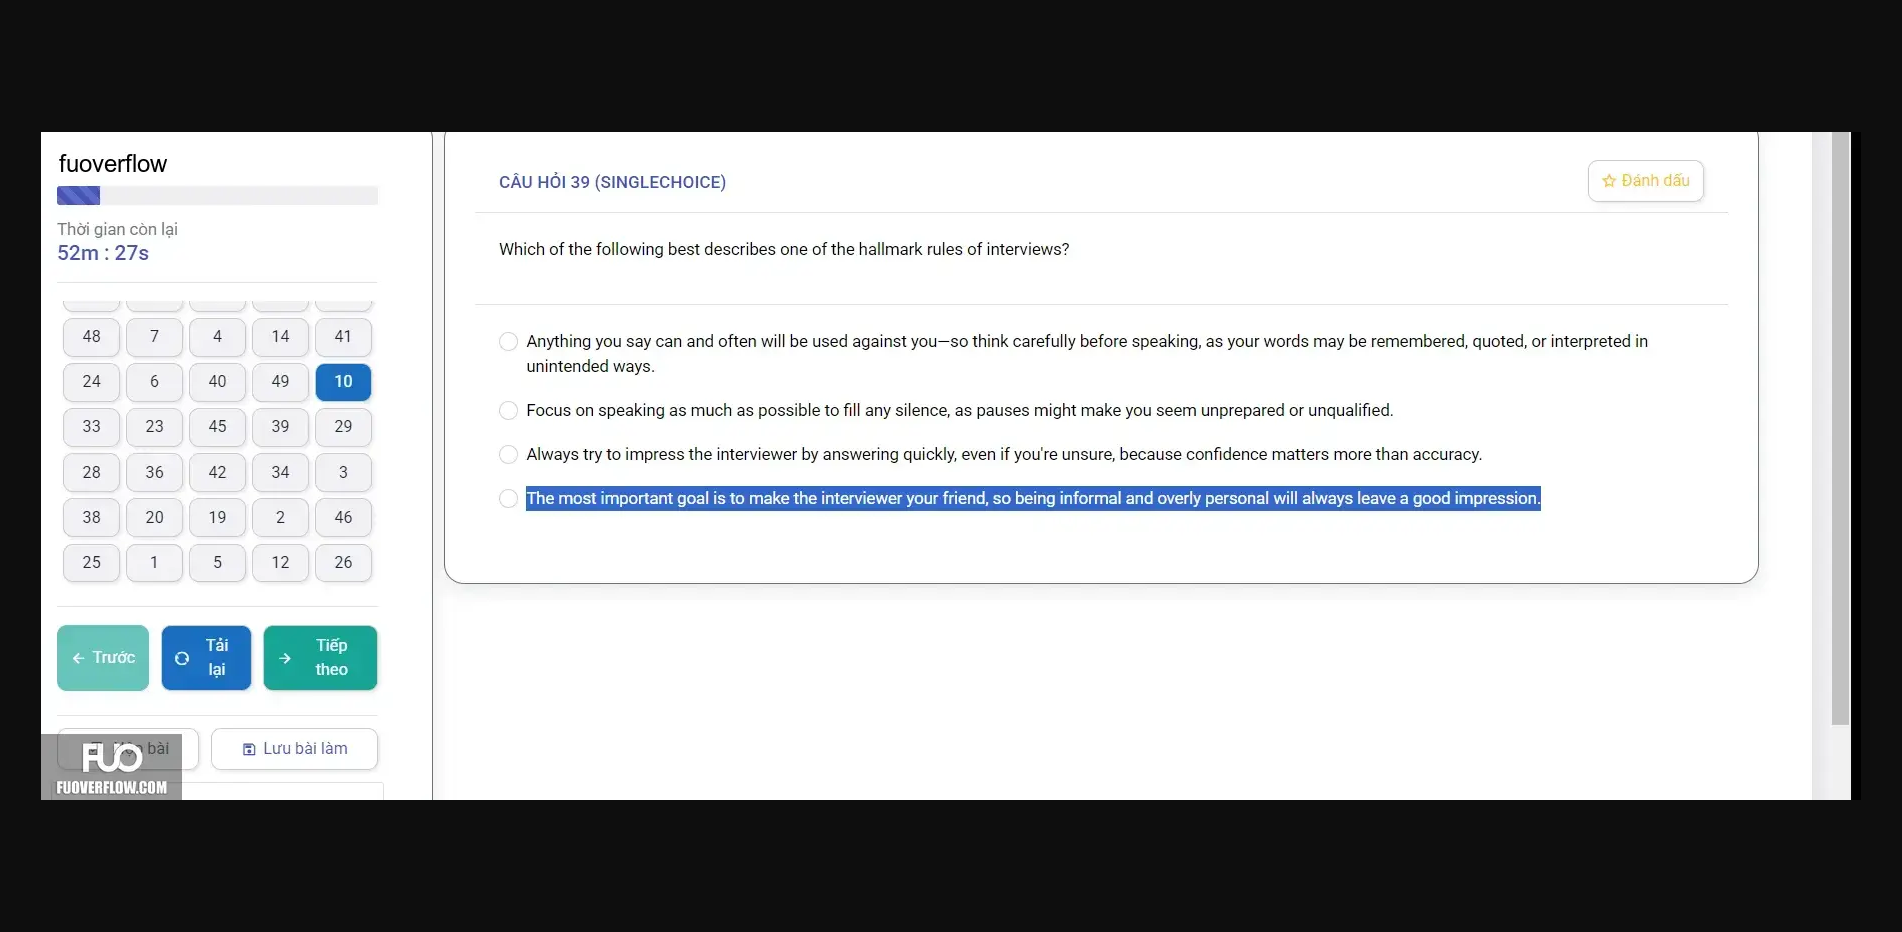 fuoverflow
Thời gian còn lại
52m : 27s
48 7 4 14 41
24 6 40 49 10
33 23 45 39 29
28 36 42 34 3
38 20 19 2 46
25 1 5 12 26
Trước
Tải
lại
Tiếp
theo
bài
Lưu bài làm
FUO
FUOVERFLOW.COM
CÂU HỎI 39 (SINGLECHOICE)
Đánh dấu
Which of the following best describes one of the hallmark rules of interviews?
Anything you say can and often will be used against you—so think carefully before speaking, as your words may be remembered, quoted, or interpreted in
unintended ways.
Focus on speaking as much as possible to fill any silence, as pauses might make you seem unprepared or unqualified.
Always try to impress the interviewer by answering quickly, even if you're unsure, because confidence matters more than accuracy.
The most important goal is to make the interviewer your friend, so being informal and overly personal will always leave a good impression.